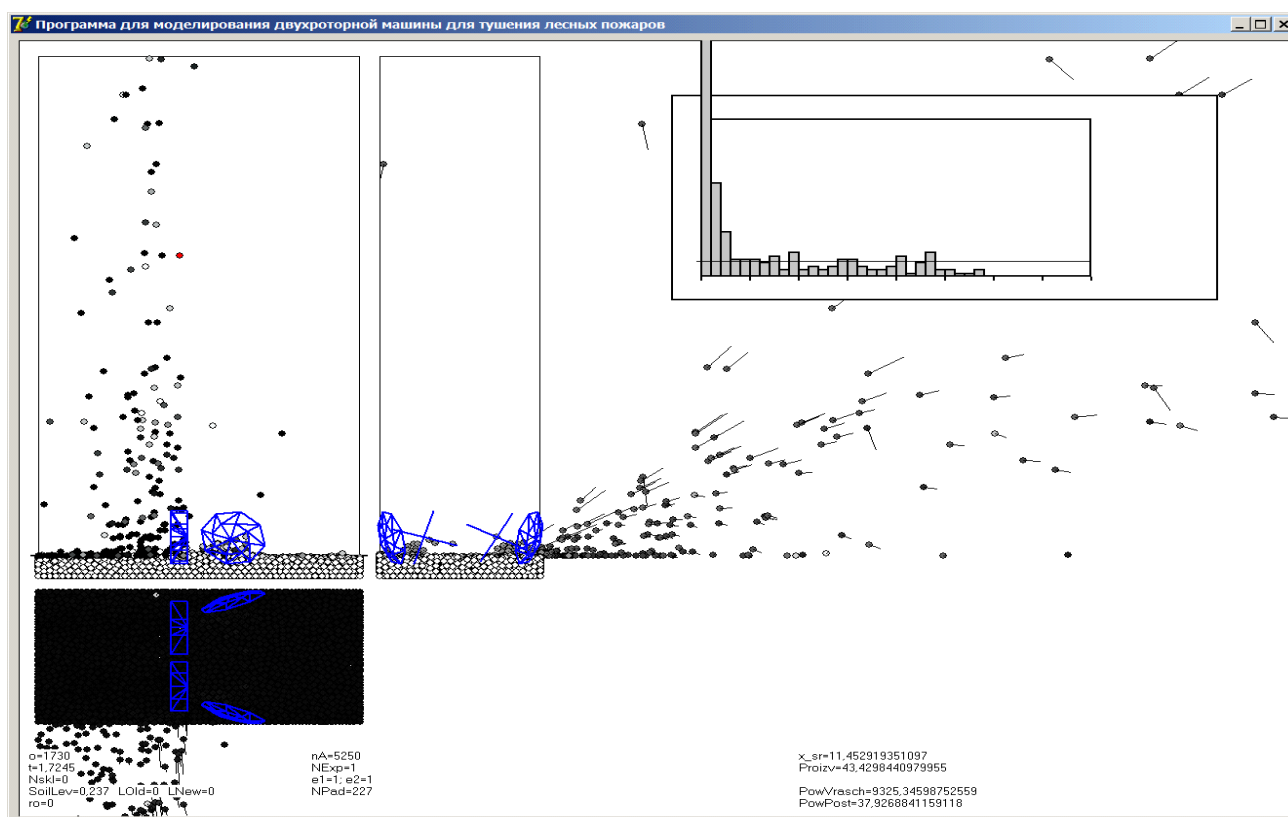 Программа для моделирования двухроторной машины для тушения лесных пожаров
o=1730
t=1,7245
Nskl=0
SoilLev=0,237 LOld=0 LNew=0
ro=0
nA=5250
NExp=1
e1=1; e2=1
NPad=227
x_sr=11,452919351097
Proizv=43,4298440979955
PowVrasch=9325,34598752559
PowPost=37,9268841159118